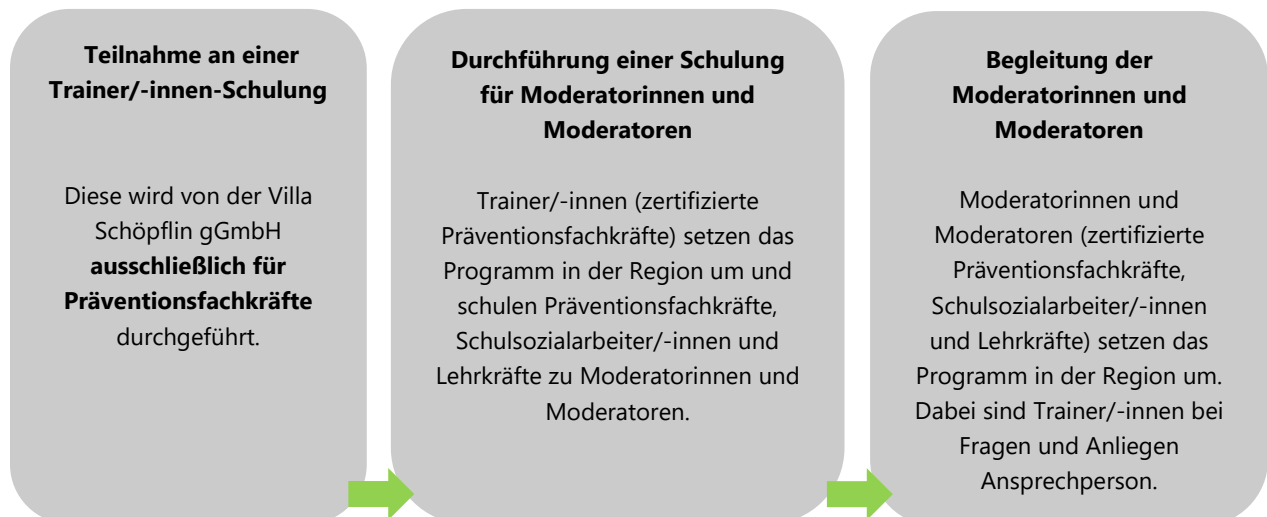 Teilnahme an einer
Trainer/-innen-Schulung
Diese wird von der Villa
Schöpflin gGmbH
ausschließlich für
Präventionsfachkräfte
durchgeführt.
Durchführung einer Schulung
für Moderatorinnen und
Moderatoren
Trainer/-innen (zertifizierte
Präventionsfachkräfte) setzen das
Programm in der Region um und
schulen Präventionsfachkräfte,
Schulsozialarbeiter/-innen und
Lehrkräfte zu Moderatorinnen und
Moderatoren.
Begleitung der
Moderatorinnen und
Moderatoren
Moderatorinnen und
Moderatoren (zertifizierte
Präventionsfachkräfte,
Schulsozialarbeiter/-innen
und Lehrkräfte) setzen das
Programm in der Region um.
Dabei sind Trainer/-innen bei
Fragen und Anliegen
Ansprechperson.